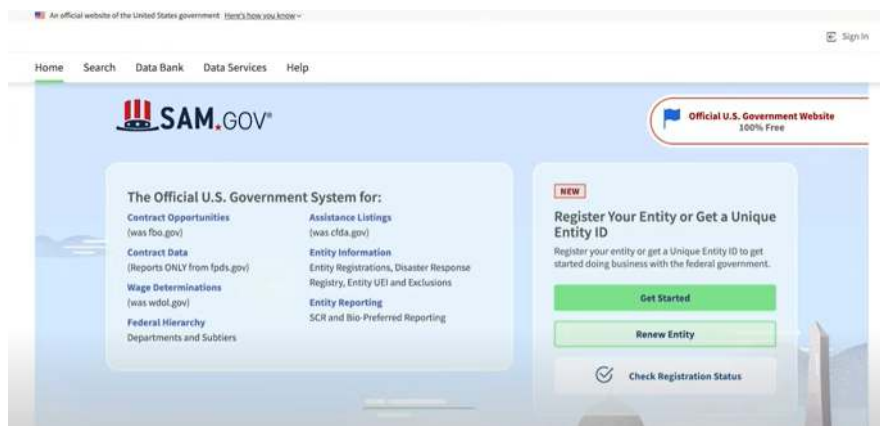 An official website of the United States government Here's how you know
Sign In
Home Search Data Bank Data Services Help
SAM.GOV®
Official U.S. Government Website
100% Free
The Official U.S. Government System for:
Contract Opportunities
(was fbo.gov)
Contract Data
(Reports ONLY from fpds.gov)
Wage Determinations
(was wdol.gov)
Federal Hierarchy
Departments and Subtiers
Assistance Listings
(was cfda.gov)
Entity Information
Entity Registrations, Disaster Response
Registry, Entity UEI and Exclusions
Entity Reporting
SCR and Bio-Preferred Reporting
NEW
Register Your Entity or Get a Unique
Entity ID
Register your entity or get a Unique Entity ID to get
started doing business with the federal government.
Get Started
Renew Entity
Check Registration Status